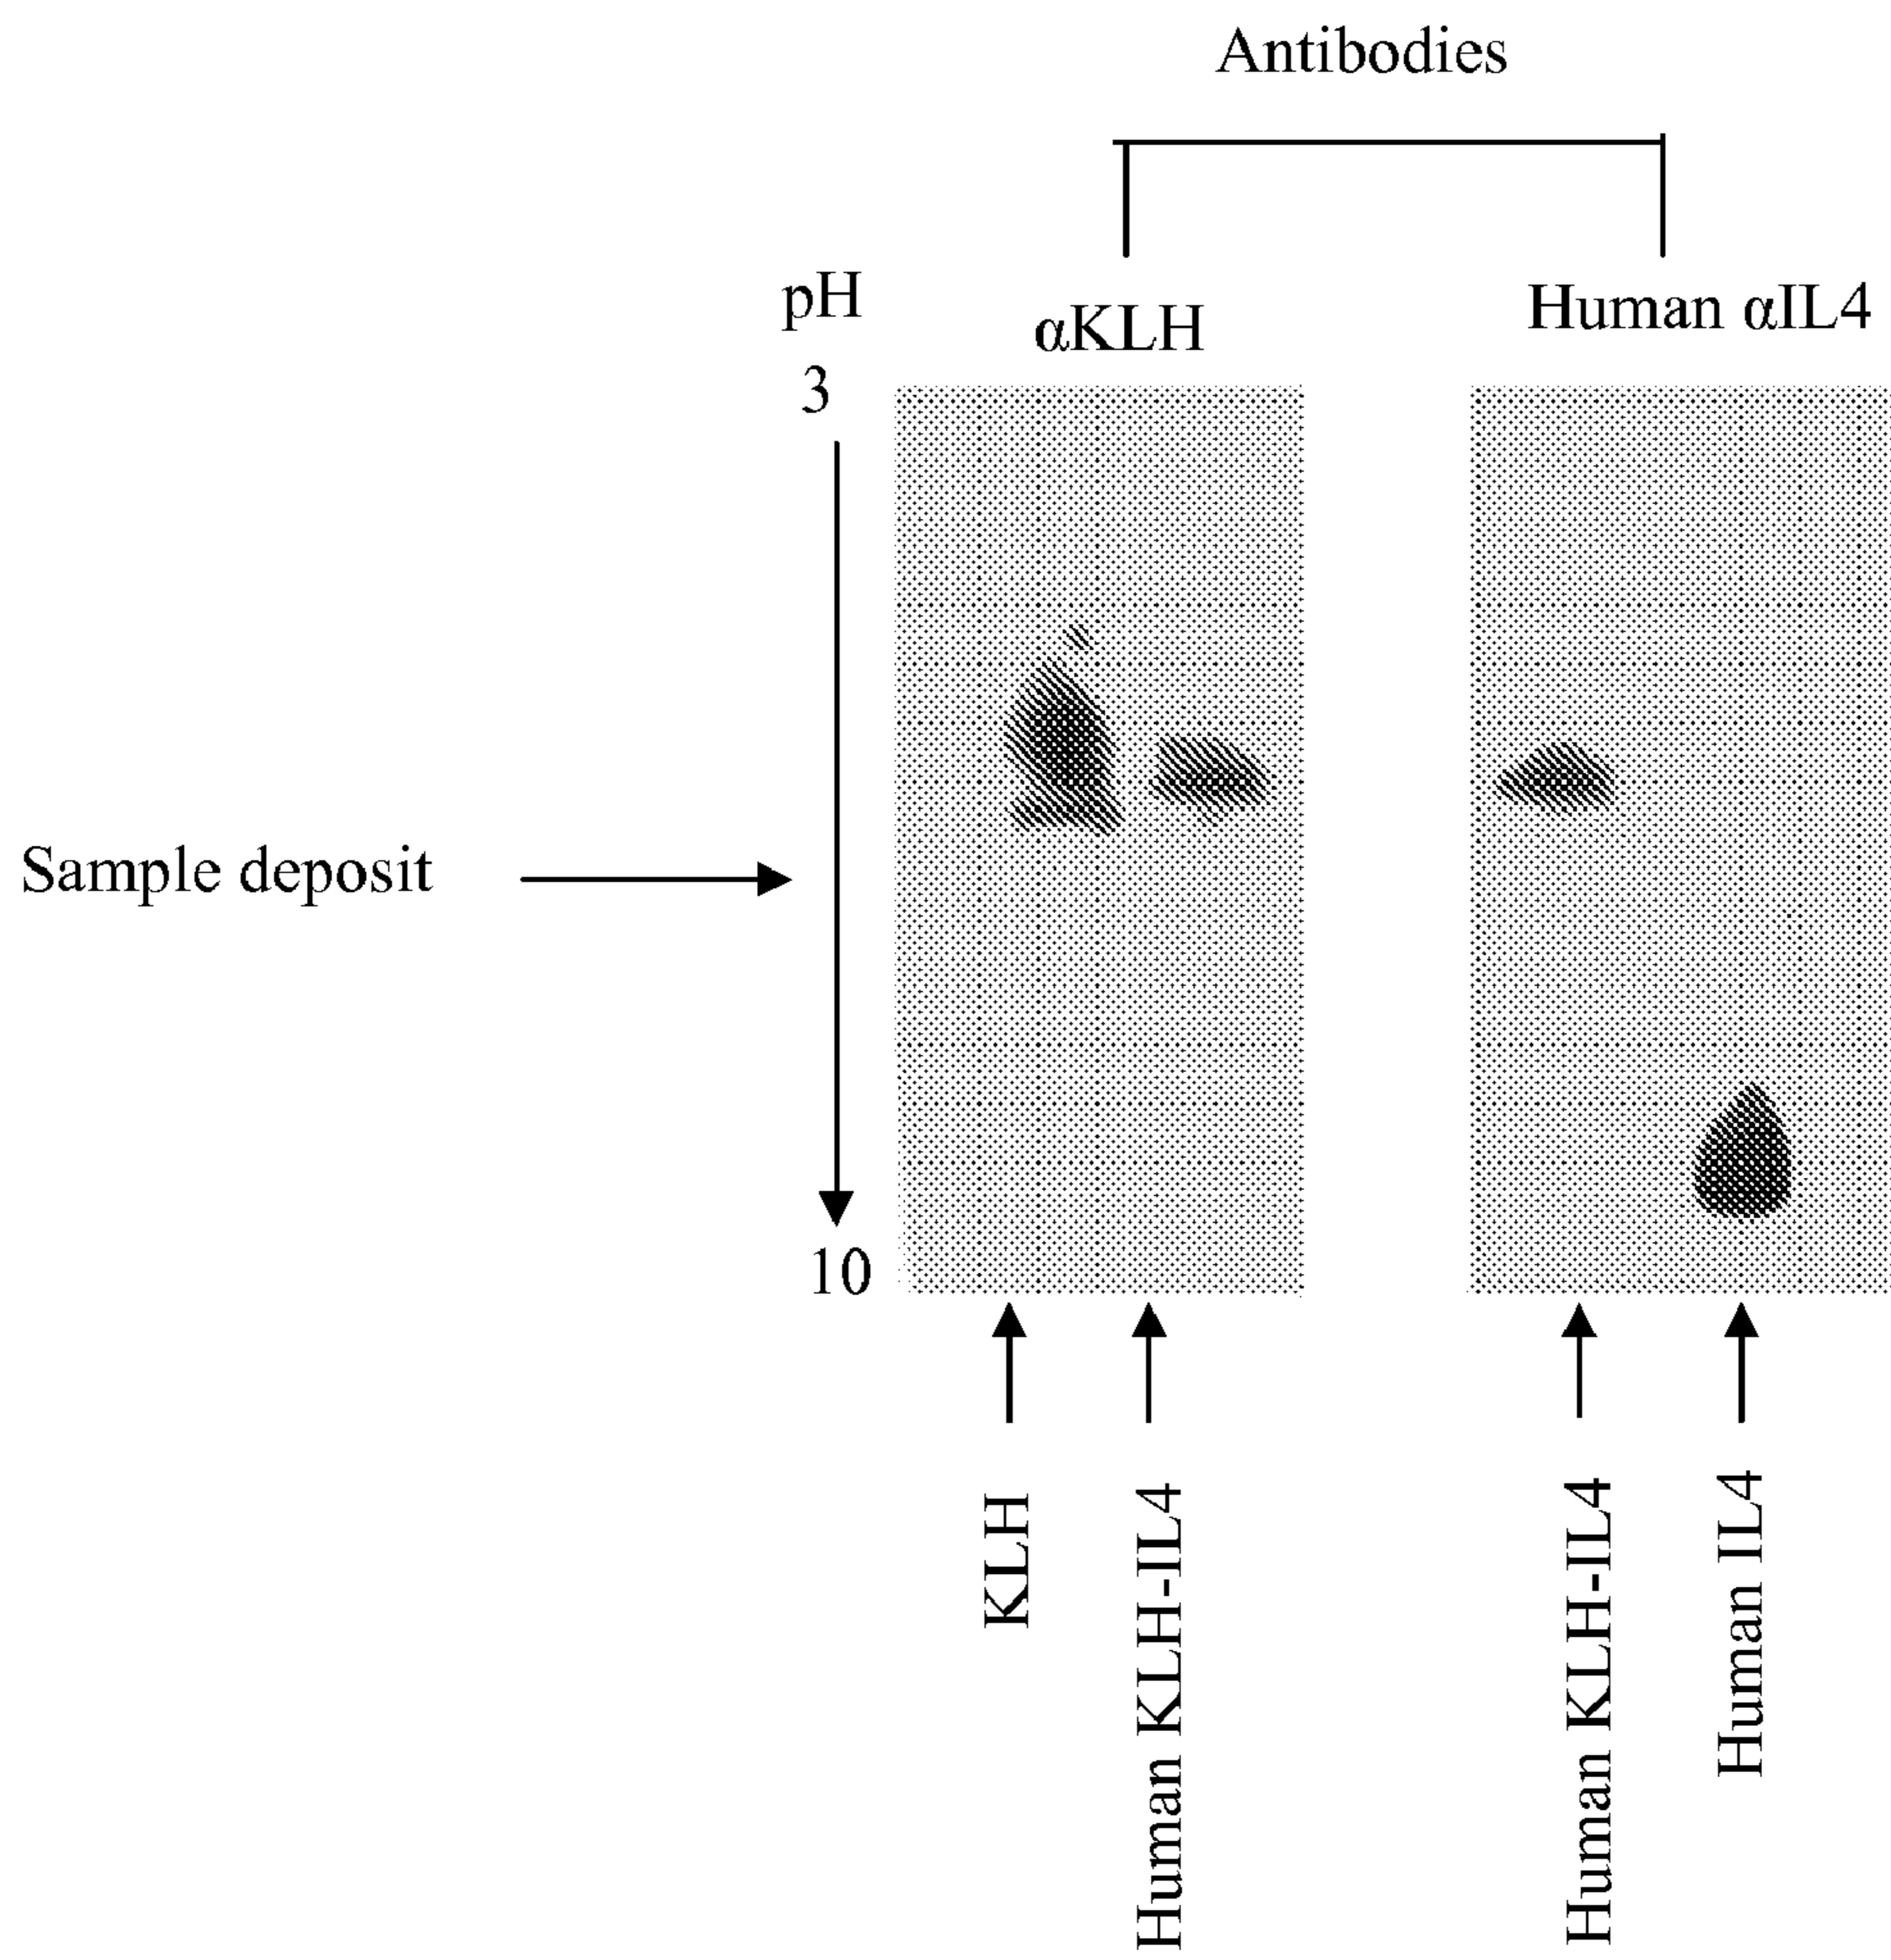 Antibodies
pH
αKLH
Human αIL4
3
Sample deposit
10
KLH
Human KLH-IL4
Human KLH-IL4
Human IL4